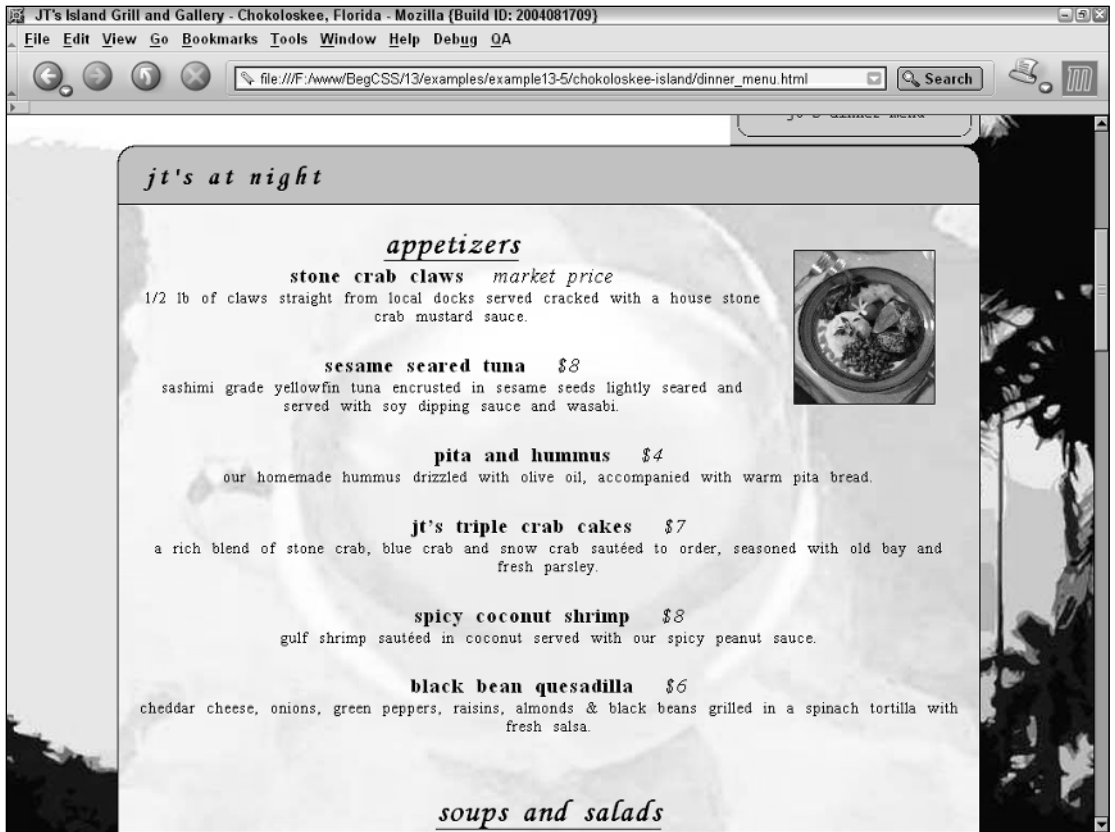 JT's Island Grill and Gallery - Chokoloskee, Florida - Mozilla {Build ID: 2004081709}
File Edit View Go Bookmarks Tools Window Help Debug QA
file:///F:/www/BegCSS/13/examples/example13-5/chokoloskee-island/dinner_menu.html Search
jt's dinner menu
jt's at night
appetizers
stone crab claws market price
1/2 lb of claws straight from local docks served cracked with a house stone
crab mustard sauce.
sesame seared tuna $8
sashimi grade yellowfin tuna encrusted in sesame seeds lightly seared and
served with soy dipping sauce and wasabi.
pita and hummus $4
our homemade hummus drizzled with olive oil, accompanied with warm pita bread.
jt’s triple crab cakes $7
a rich blend of stone crab, blue crab and snow crab sautéed to order, seasoned with old bay and
fresh parsley.
spicy coconut shrimp $8
gulf shrimp sautéed in coconut served with our spicy peanut sauce.
black bean quesadilla $6
cheddar cheese, onions, green peppers, raisins, almonds & black beans grilled in a spinach tortilla with
fresh salsa.
soups and salads